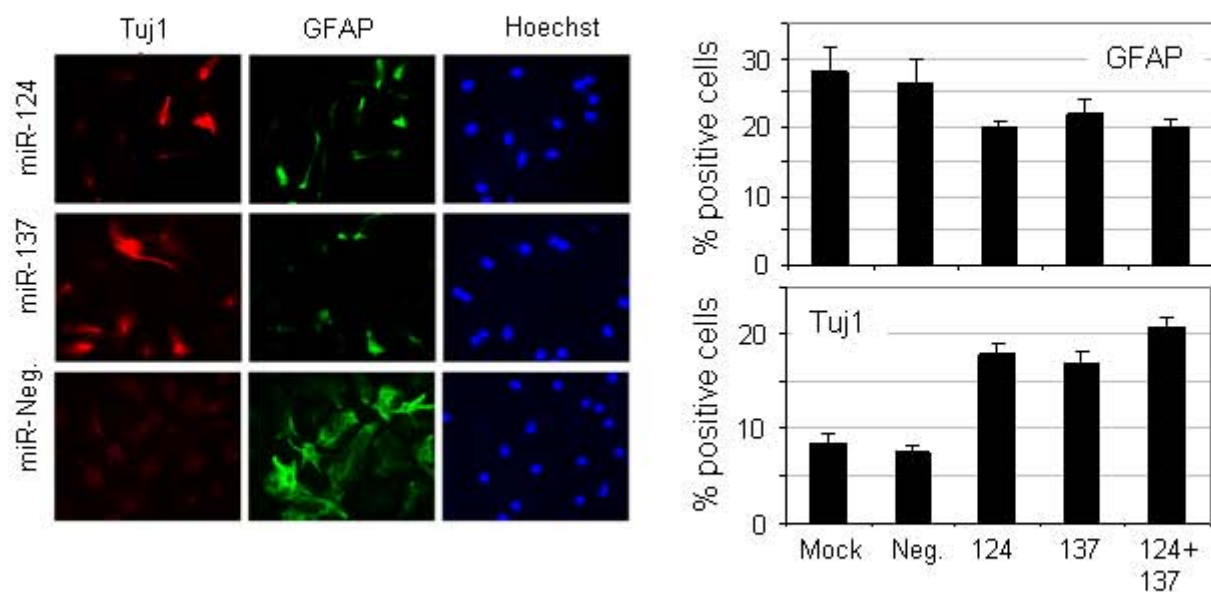 Tuj1 GFAP Hoechst
miR-124
miR-137
miR-Neg.
GFAP
% positive cells
30
20
10
0
Tuj1
% positive cells
20
10
0
Mock Neg. 124 137 124+
137